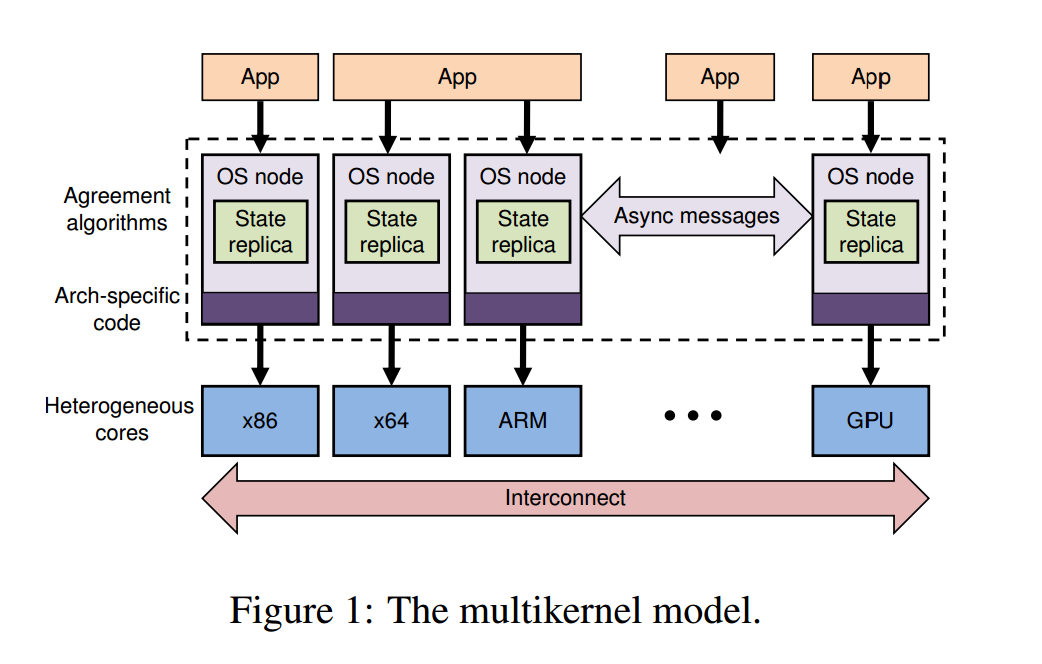 App
App
App
App
OS node
OS node
OS node
OS node
Agreement
algorithms
State
replica
State
replica
State
replica
Async messages
State
replica
Arch-specific
code
Heterogeneous
cores
x86
x64
ARM
GPU
Interconnect
Figure 1: The multikernel model.